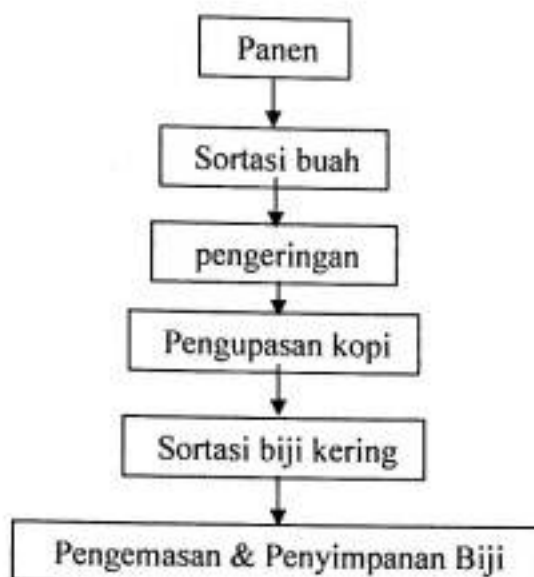 Panen
Sortasi buah
pengeringan
Pengupasan kopi
Sortasi biji kering
Pengemasan & Penyimpanan Biji